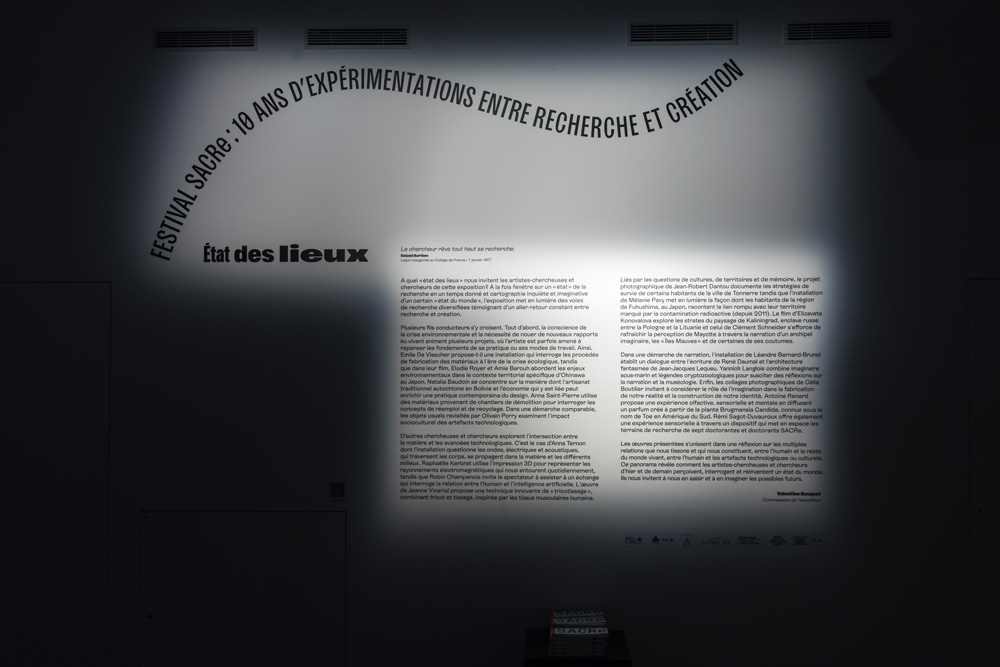 FESTIVAL SACRe : 10 ANS D'EXPÉRIMENTATIONS ENTRE RECHERCHE ET CRÉATION
État des lieux
Le chercheur rêve tout haut sa recherche.
Roland Barthes
Leçon inaugurale au Collège de France – 7 janvier 1977
À quel « état des lieux » nous invitent les artistes-chercheuses et
chercheurs de cette exposition? À la fois fenêtre sur un « état » de la
recherche en un temps donné et cartographie inquiète et imaginative
d'un certain « état du monde », l'exposition met en lumière des voies
de recherche diversifiées témoignant d'un aller-retour constant entre
recherche et création.
Plusieurs fils conducteurs s'y croisent. Tout d'abord, la conscience de
la crise environnementale et la nécessité de nouer de nouveaux rapports
au vivant animent plusieurs projets, où l'artiste est parfois amené à
repenser les fondements de sa pratique ou ses modes de travail. Ainsi,
Emile De Visscher propose-t-il une installation qui interroge les procédés
de fabrication des matériaux à l'ère de la crise écologique, tandis
que dans leur film, Elodie Royer et Amie Barouh abordent les enjeux
environnementaux dans le contexte territorial spécifique d'Okinawa
au Japon. Natalia Baudoin se concentre sur la manière dont l'artisanat
traditionnel autochtone en Bolivie et l'économie qui y est liée peut
enrichir une pratique contemporaine du design. Anna Saint-Pierre utilise
des matériaux provenant de chantiers de démolition pour interroger les
concepts de réemploi et de recyclage. Dans une démarche comparable,
les objets usuels revisités par Olivain Porry examinent l'impact
socioculturel des artefacts technologiques.
D'autres chercheuses et chercheurs explorent l'intersection entre
la matière et les avancées technologiques. C'est le cas d'Anna Ternon
dont l'installation questionne les ondes, électriques et acoustiques,
qui traversent les corps, se propagent dans la matière et les différents
milieux. Raphaëlle Kerbrat utilise l'impression 3D pour représenter les
rayonnements électromagnétiques qui nous entourent quotidiennement,
tandis que Robin Champenois invite le spectateur à assister à un échange
qui interroge la relation entre l'humain et l'intelligence artificielle. L'œuvre
de Jeanne Vicerial propose une technique innovante de « tricotissage »,
combinant tricot et tissage, inspirée par les tissus musculaires humains.
Liés par les questions de cultures, de territoires et de mémoire, le projet
photographique de Jean-Robert Dantou documente les stratégies de
survie de certains habitants de la ville de Tonnerre tandis que l'installation
de Mélanie Pavy met en lumière la façon dont les habitants de la région
de Fukushima, au Japon, racontent le lien rompu avec leur territoire
marqué par la contamination radioactive (depuis 2011). Le film d'Elizaveta
Konovalova explore les strates du paysage de Kaliningrad, enclave russe
entre la Pologne et la Lituanie et celui de Clément Schneider s'efforce de
rafraîchir la perception de Mayotte à travers la narration d'un archipel
imaginaire, les « Îles Mauves » et de certaines de ses coutumes.
Dans une démarche de narration, l'installation de Léandre Bernard-Brunel
établit un dialogue entre l'écriture de René Daumal et l'architecture
fantasmée de Jean-Jacques Lequeu. Yannich Langlois combine imaginaire
sous-marin et légendes cryptozoologiques pour susciter des réflexions sur
la narration et la muséologie. Enfin, les collages photographiques de Célia
Boutilier invitent à considérer le rôle de l'imagination dans la fabrication
de notre réalité et la construction de notre identité. Antoine Renard
propose une expérience olfactive, sensorielle et mentale en diffusant
un parfum créé à partir de la plante Brugmansia Candida, connue sous le
nom de Toe en Amérique du Sud. Rémi Sagot-Duvauroux offre également
une expérience sensorielle à travers un dispositif qui met en espace les
terrains de recherche de sept doctorantes et doctorants SACRe.
Les œuvres présentées s'unissent dans une réflexion sur les multiples
relations que nous tissons et qui nous constituent, entre l'humain et le reste
du monde vivant, entre l'humain et les artefacts technologiques ou culturels.
Ce panorama révèle comment les artistes-chercheuses et chercheurs
d'hier et de demain perçoivent, interrogent et réinventent un état du monde.
Ils nous invitent à nous en saisir et à en imaginer les possibles futurs.
Valentine Busquet
Commissaire de l'exposition
PSL
SACRe